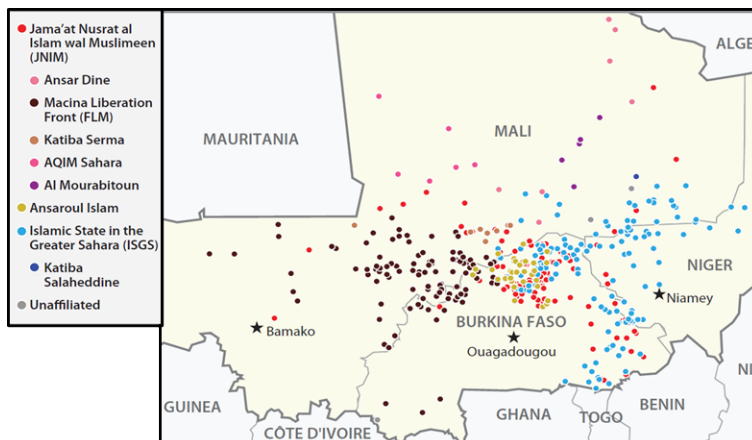 Jama'at Nusrat al
Islam wal Muslimeen
(JNIM)
Ansar Dine
Macina Liberation
Front (FLM)
Katiba Serma
AQIM Sahara
Al Mourabitoun
Ansaroul Islam
Islamic State in the
Greater Sahara (ISGS)
Katiba
Salaheddine
Unaffiliated
ALGE
MAURITANIA
MALI
NIGER
Niamey
Bamako
BURKINA FASO
Ouagadougou
GUINEA
CÔTE D'IVOIRE
GHANA
TOGO
BENIN
NI